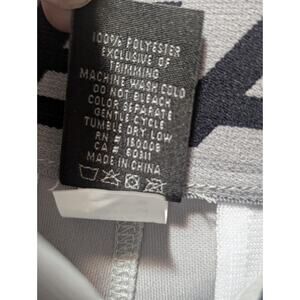 100% POLYESTER
EXCLUSIVE OF
TRIMMING
MACHINE WASH COLD
DO NOT BLEACH
COLOR SEPARATE
GENTLE CYCLE
TUMBLE DRY LOW
RN # 150008
CA # 60311
MADE IN CHINA